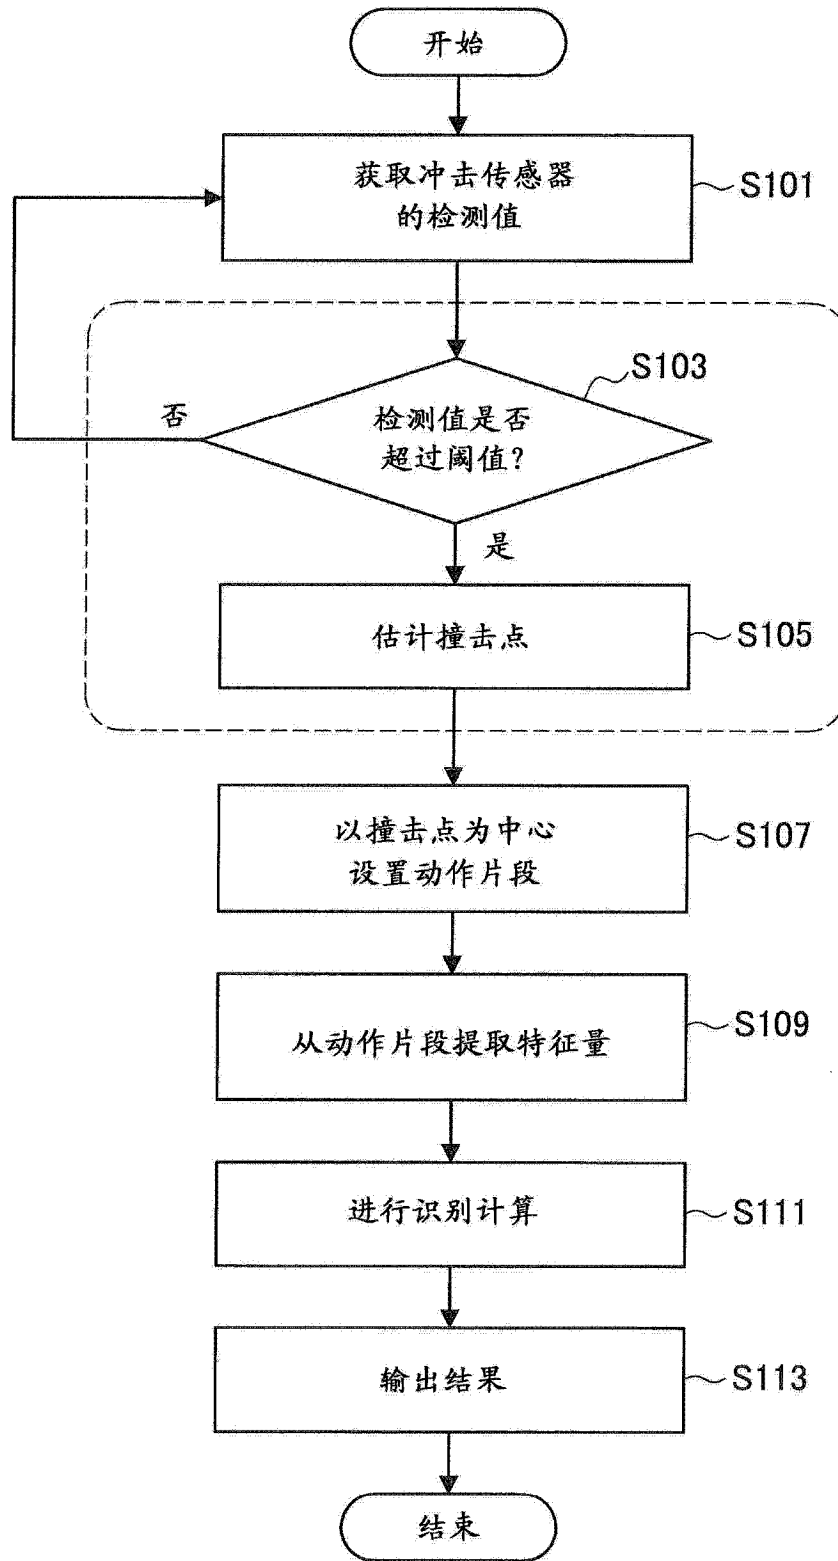 开始
获取冲击传感器
的检测值
S101
S103
检测值是否
超过阈值?
否
是
估计撞击点
S105
以撞击点为中心
设置动作片段
S107
从动作片段提取特征量
S109
进行识别计算
S111
输出结果
S113
结束